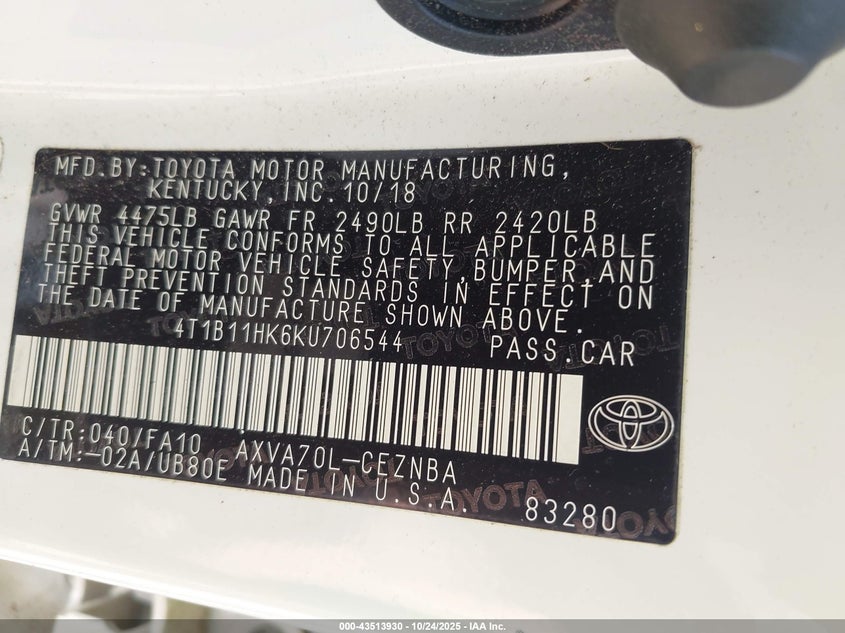 MFD.BY:TOYOTA MOTOR MANUFACTURING,
KENTUCKY, INC. 10/18
GVWR 4475LB GAWR FR 2490LB RR 2420LB
THIS VEHICLE CONFORMS TO ALL APPLICABLE
FEDERAL MOTOR VEHICLE SAFETY,BUMPER,AND
THEFT PREVENTION STANDARDS IN EFFECT ON
THE DATE OF MANUFACTURE SHOWN ABOVE.
4T1B11HK6KU706544 PASS.CAR
C/TR:040/FA10 AXVA70L-CEZNBA
A/TM:-02A/UB80E MADE IN U.S.A. 83280
000-43513930 - 10/24/2025 - IAA Inc.